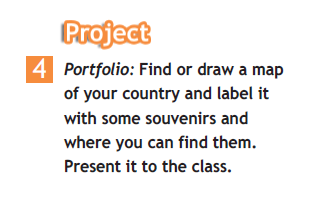 Project
4 Portfolio: Find or draw a map
of your country and label it
with some souvenirs and
where you can find them.
Present it to the class.